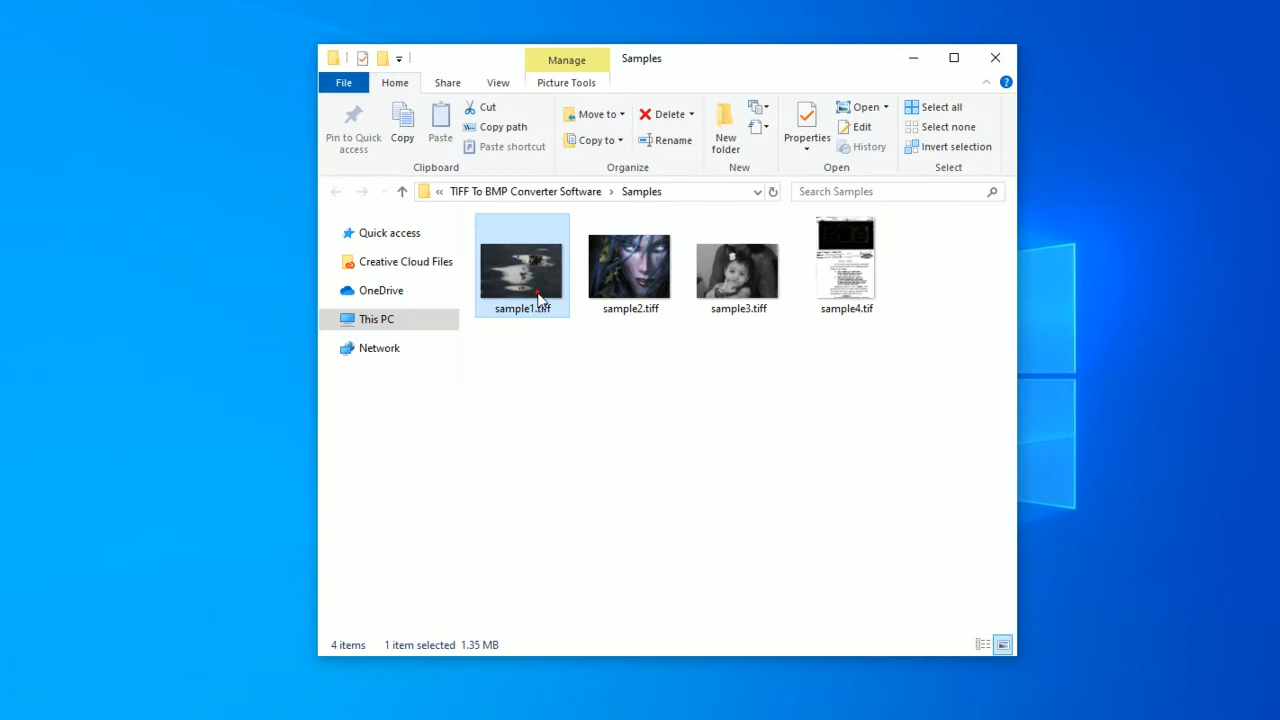 Manage
Samples
File
Home
Share
View
Picture Tools
Pin to Quick access
Copy
Paste
Cut
Copy path
Paste shortcut
Clipboard
Move to
Copy to
Delete
Rename
Organize
New folder
New
Properties
Open
Edit
History
Open
Select all
Select none
Invert selection
Select
« TIFF To BMP Converter Software > Samples
Search Samples
Quick access
Creative Cloud Files
OneDrive
This PC
Network
sample1.tiff
sample2.tiff
sample3.tiff
sample4.tif
4 items
1 item selected 1.35 MB